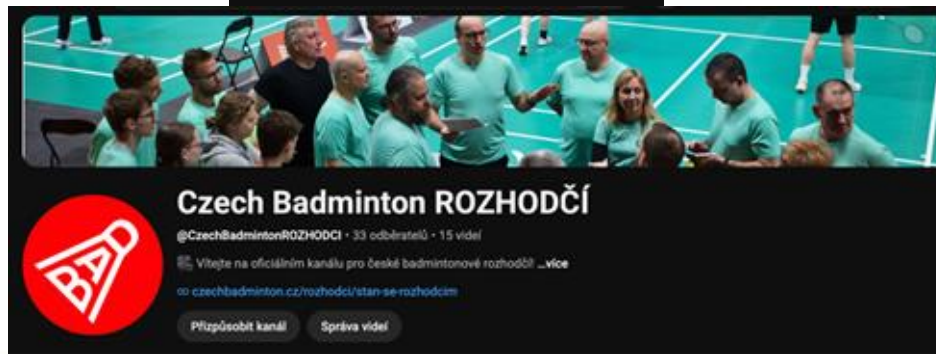 Czech Badminton ROZHODČÍ
@CzechBadmintonROZHODCI • 33 odběratelů • 15 videí
Vítejte na oficiálním kanálu pro české badmintonové rozhodčí! ...více
czechbadminton.cz/rozhodci/stan-se-rozhodcim
BAD
Přizpůsobit kanál Správa videí